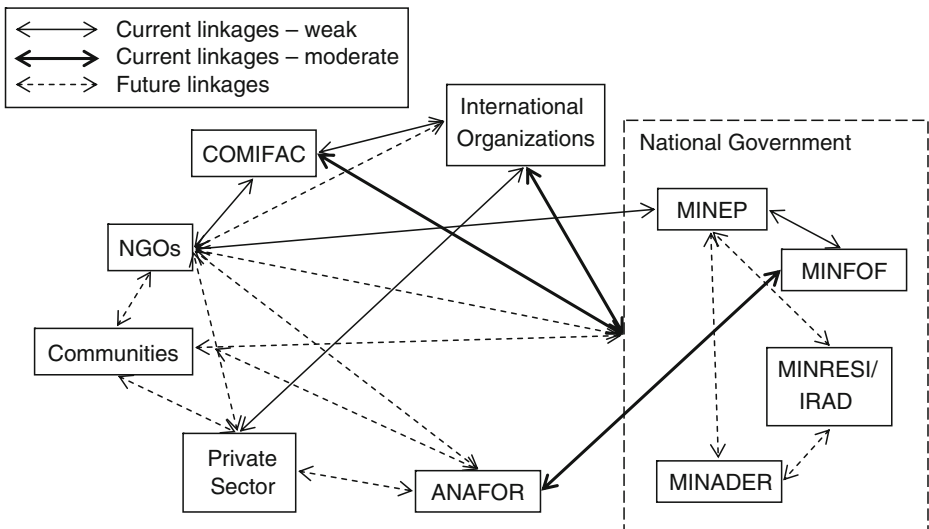 Current linkages – weak
Current linkages – moderate
Future linkages
International
Organizations
National Government
COMIFAC
MINEP
NGOs
MINFOF
Communities
MINRESI/
IRAD
Private
Sector
ANAFOR
MINADER